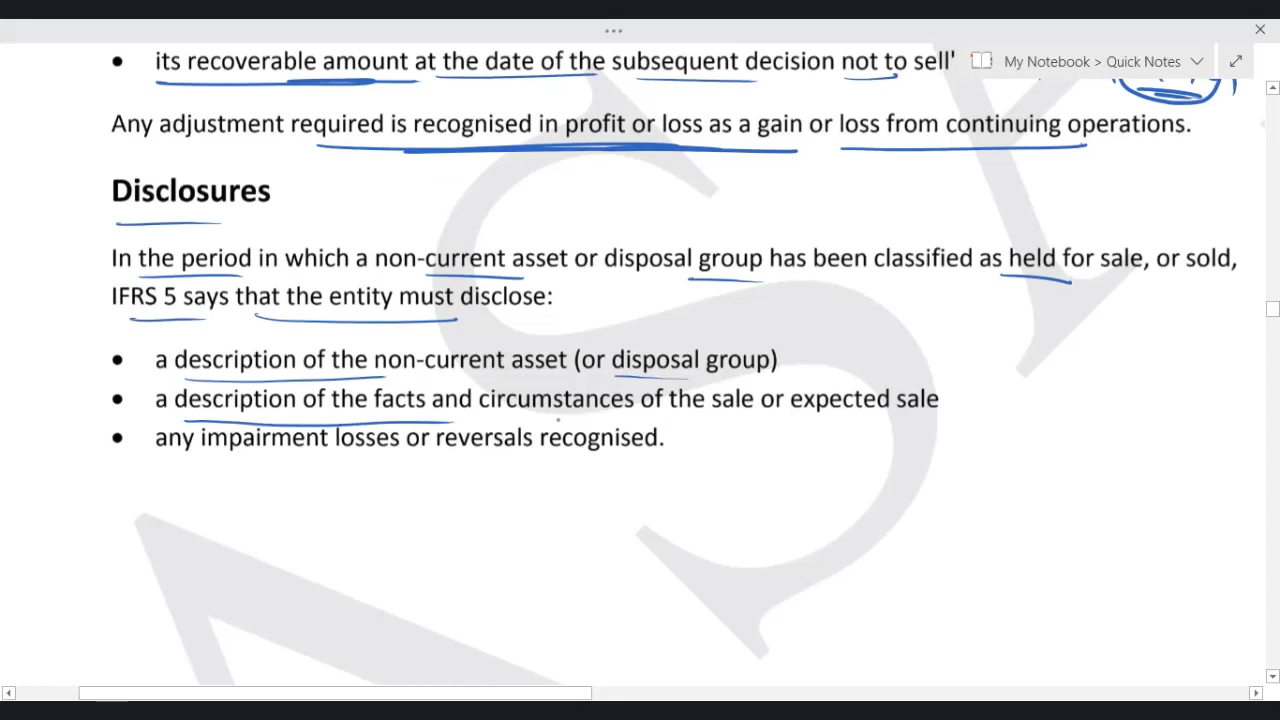 • its recoverable amount at the date of the subsequent decision not to sell'
My Notebook > Quick Notes
Any adjustment required is recognised in profit or loss as a gain or loss from continuing operations.
Disclosures
In the period in which a non-current asset or disposal group has been classified as held for sale, or sold,
IFRS 5 says that the entity must disclose:
• a description of the non-current asset (or disposal group)
• a description of the facts and circumstances of the sale or expected sale
• any impairment losses or reversals recognised.